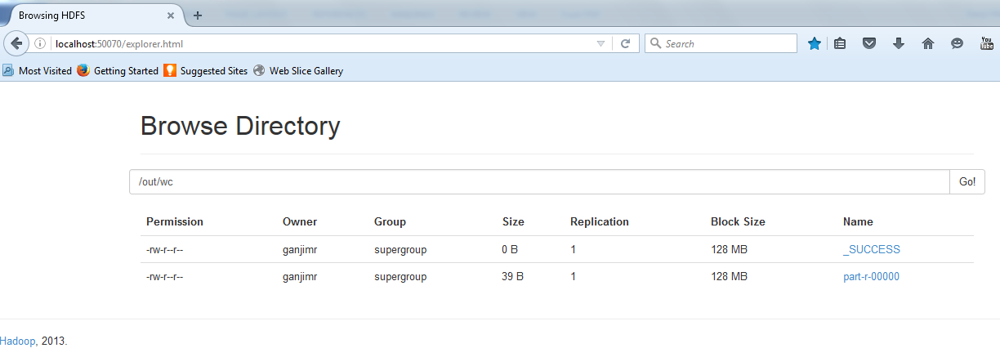 Browsing HDFS
localhost:50070/explorer.html Search You Tube
Most Visited Getting Started Suggested Sites Web Slice Gallery
Browse Directory
/out/wc Go!
Permission Owner Group Size Replication Block Size Name
-rw-r--r-- ganjimr supergroup 0 B 1 128 MB _SUCCESS
-rw-r--r-- ganjimr supergroup 39 B 1 128 MB part-r-00000
Hadoop, 2013.